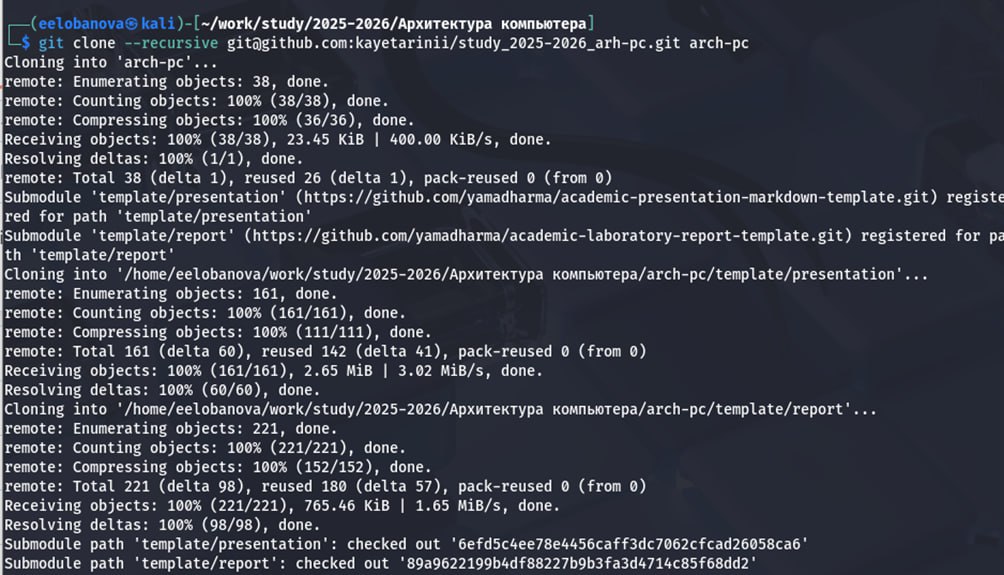 ┌──(eelobanova㉿kali)-[~/work/study/2025-2026/Архитектура компьютера]
└─$ git clone --recursive git@github.com:kayetarinii/study_2025-2026_arh-pc.git arch-pc
Cloning into 'arch-pc'...
remote: Enumerating objects: 38, done.
remote: Counting objects: 100% (38/38), done.
remote: Compressing objects: 100% (36/36), done.
Receiving objects: 100% (38/38), 23.45 KiB | 400.00 KiB/s, done.
Resolving deltas: 100% (1/1), done.
remote: Total 38 (delta 1), reused 26 (delta 1), pack-reused 0 (from 0)
Submodule 'template/presentation' (https://github.com/yamadharma/academic-presentation-markdown-template.git) registe
red for path 'template/presentation'
Submodule 'template/report' (https://github.com/yamadharma/academic-laboratory-report-template.git) registered for pa
th 'template/report'
Cloning into '/home/eelobanova/work/study/2025-2026/Архитектура компьютера/arch-pc/template/presentation'...
remote: Enumerating objects: 161, done.
remote: Counting objects: 100% (161/161), done.
remote: Compressing objects: 100% (111/111), done.
remote: Total 161 (delta 60), reused 142 (delta 41), pack-reused 0 (from 0)
Receiving objects: 100% (161/161), 2.65 MiB | 3.02 MiB/s, done.
Resolving deltas: 100% (60/60), done.
Cloning into '/home/eelobanova/work/study/2025-2026/Архитектура компьютера/arch-pc/template/report'...
remote: Enumerating objects: 221, done.
remote: Counting objects: 100% (221/221), done.
remote: Compressing objects: 100% (152/152), done.
remote: Total 221 (delta 98), reused 180 (delta 57), pack-reused 0 (from 0)
Receiving objects: 100% (221/221), 765.46 KiB | 1.65 MiB/s, done.
Resolving deltas: 100% (98/98), done.
Submodule path 'template/presentation': checked out '6efd5c4ee78e4456caff3dc7062cfcad26058ca6'
Submodule path 'template/report': checked out '89a9622199b4df88227b9b3fa3d4714c85f68dd2'